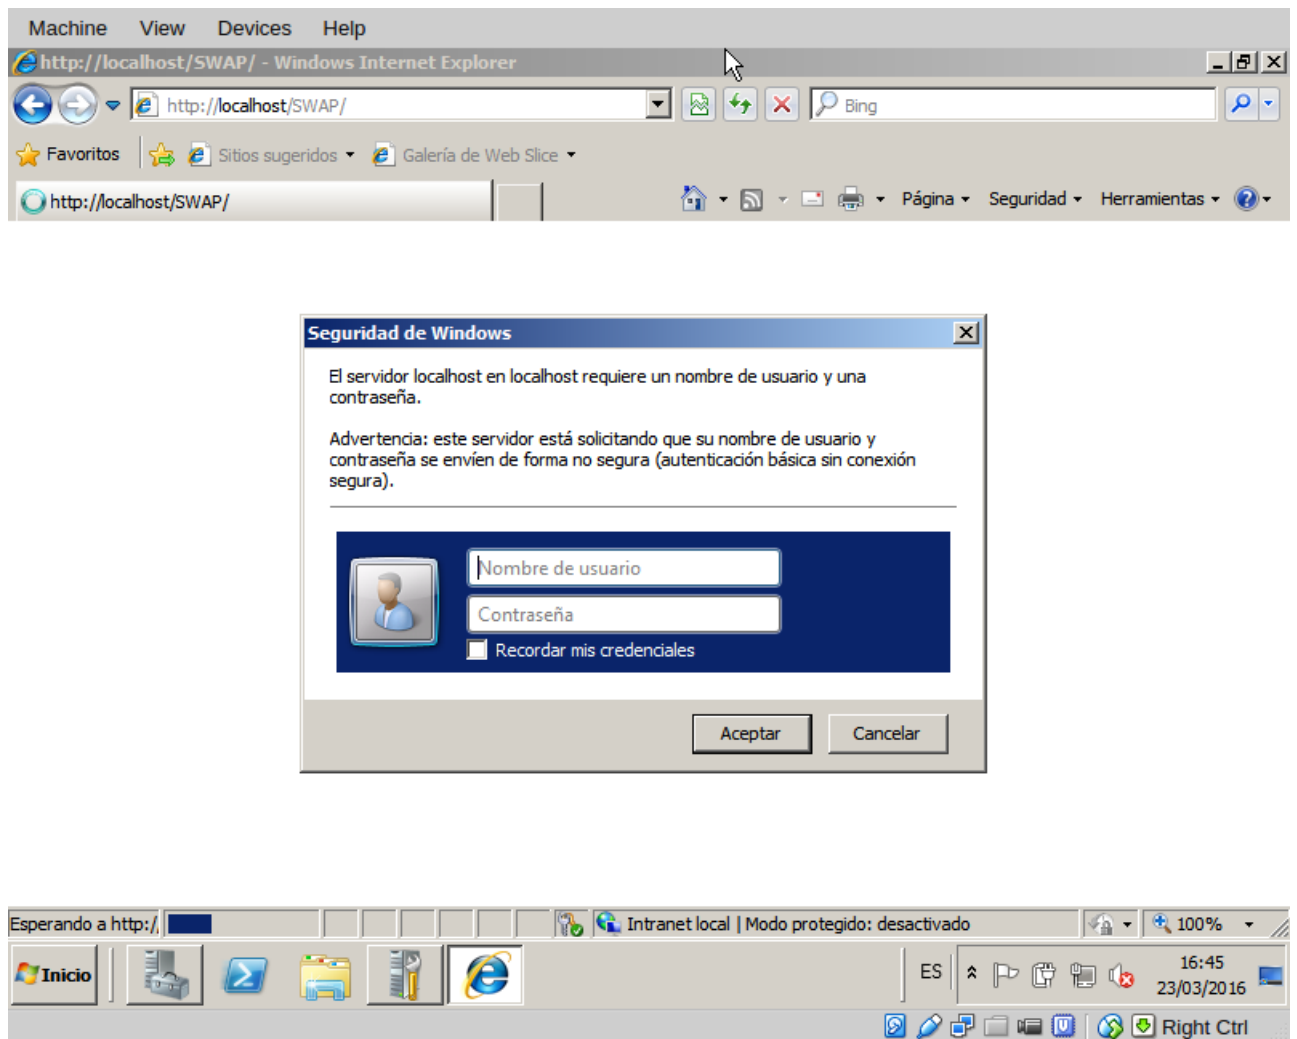 Machine View Devices Help
http://localhost/SWAP/ - Windows Internet Explorer
http://localhost/SWAP/
Bing
Favoritos Sitios sugeridos Galería de Web Slice
http://localhost/SWAP/
Página Seguridad Herramientas
Seguridad de Windows
El servidor localhost en localhost requiere un nombre de usuario y una
contraseña.
Advertencia: este servidor está solicitando que su nombre de usuario y
contraseña se envíen de forma no segura (autenticación básica sin conexión
segura).
Nombre de usuario
Contraseña
Recordar mis credenciales
Aceptar Cancelar
Esperando a http:/ Intranet local | Modo protegido: desactivado 100%
Inicio ES 16:45
23/03/2016
Right Ctrl